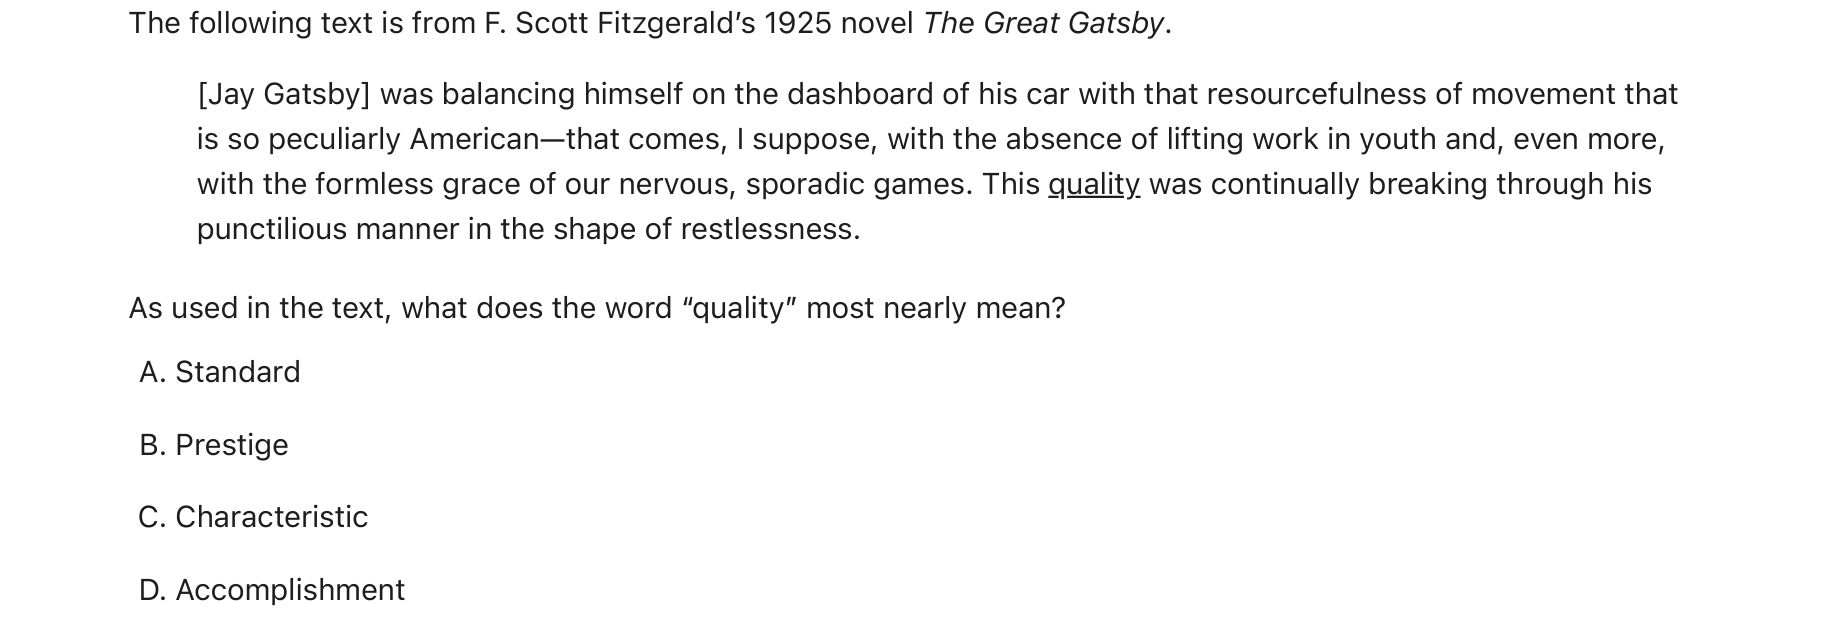 The following text is from F. Scott Fitzgerald’s 1925 novel The Great Gatsby.
[Jay Gatsby] was balancing himself on the dashboard of his car with that resourcefulness of movement that
is so peculiarly American—that comes, I suppose, with the absence of lifting work in youth and, even more,
with the formless grace of our nervous, sporadic games. This quality was continually breaking through his
punctilious manner in the shape of restlessness.
As used in the text, what does the word “quality” most nearly mean?
A. Standard
B. Prestige
C. Characteristic
D. Accomplishment